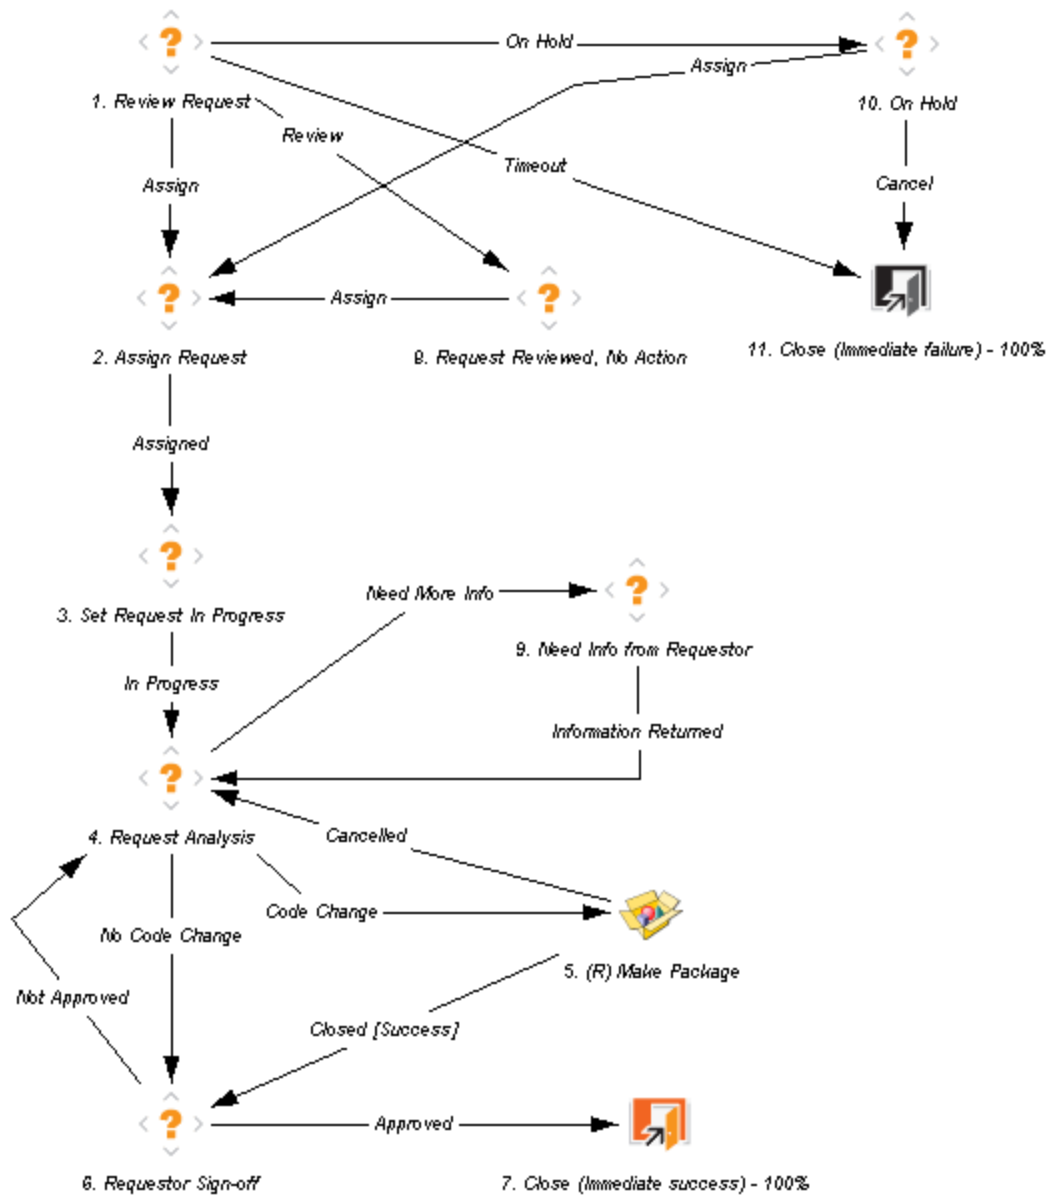 On Hold
Assign
1. Review Request
10. On Hold
Review
Timeout
Assign
Cancel
Assign
2. Assign Request
8. Request Reviewed, No Action
11. Close (Immediate failure) - 100%
Assigned
Need More Info
3. Set Request In Progress
9. Need Info from Requestor
In Progress
Information Returned
Cancelled
4. Request Analysis
Code Change
No Code Change
5. (R) Make Package
Not Approved
Closed [Success]
Approved
6. Requestor Sign-off
7. Close (Immediate success) - 100%